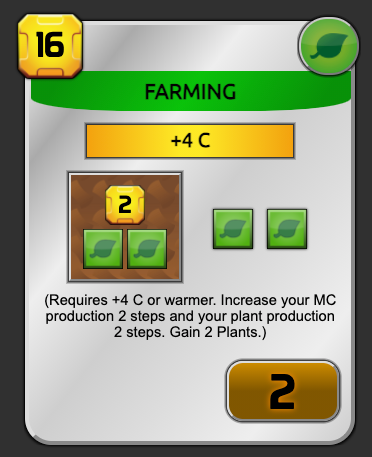 16
FARMING
+4 C
2
(Requires +4 C or warmer. Increase your MC
production 2 steps and your plant production
2 steps. Gain 2 Plants.)
2